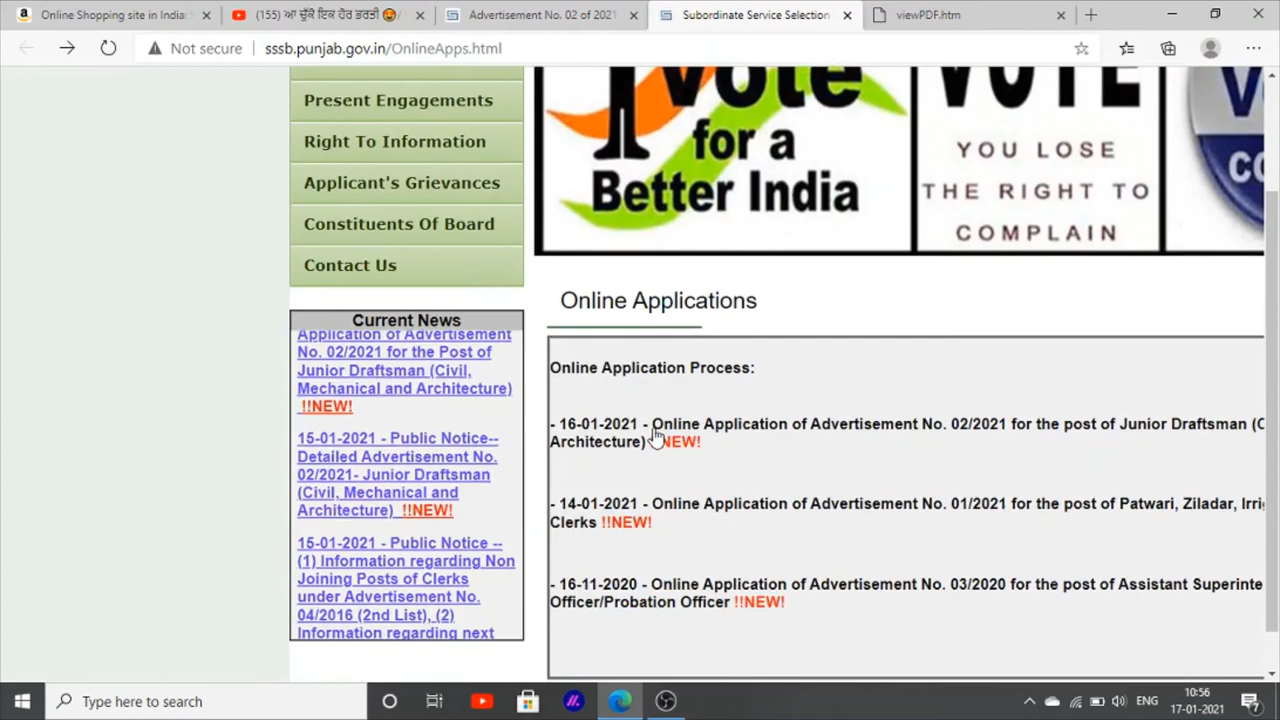 Online Shopping site in India:
(155) ਆ ਚੁੱਕੇ ਇਕ ਹੋਰ ਭਰਤੀ
Advertisement No. 02 of 2021
Subordinate Service Selection
viewPDF.htm
Not secure
sssb.punjab.gov.in/OnlineApps.html
Present Engagements
Right To Information
Applicant's Grievances
Constituents Of Board
Contact Us
Vote
for a
Better India
VOTE
YOU LOSE
THE RIGHT TO
COMPLAIN
Current News
Application of Advertisement
No. 02/2021 for the Post of
Junior Draftsman (Civil,
Mechanical and Architecture)
!!NEW!
15-01-2021 - Public Notice--
Detailed Advertisement No.
02/2021- Junior Draftsman
(Civil, Mechanical and
Architecture) !!NEW!
15-01-2021 - Public Notice --
(1) Information regarding Non
Joining Posts of Clerks
under Advertisement No.
04/2016 (2nd List), (2)
Information regarding next
Online Applications
Online Application Process:
- 16-01-2021 - Online Application of Advertisement No. 02/2021 for the post of Junior Draftsman (C
Architecture) NEW!
- 14-01-2021 - Online Application of Advertisement No. 01/2021 for the post of Patwari, Ziladar, Irri
Clerks !!NEW!
- 16-11-2020 - Online Application of Advertisement No. 03/2020 for the post of Assistant Superinte
Officer/Probation Officer !!NEW!
Type here to search
ENG
10:56
17-01-2021
7